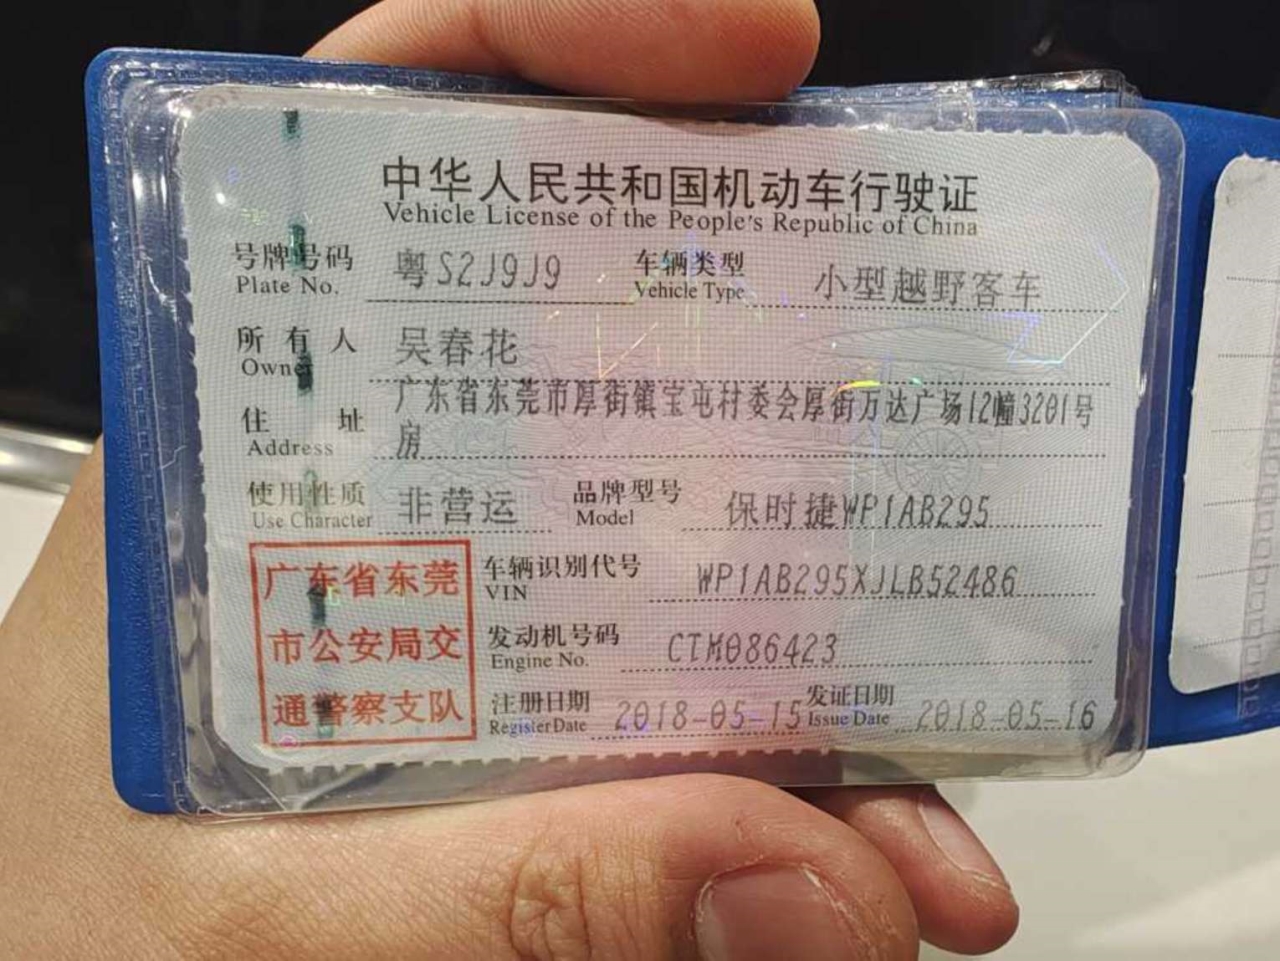 中华人民共和国机动车行驶证
Vehicle License of the People's Republic of China
号牌号码 粤S2J9J9 车辆类型 小型越野客车
Plate No. Vehicle Type
所有人 吴春花
Owner
住址 广东省东莞市厚街镇宝屯村委会厚街万达广场12幢3201号
Address 房
使用性质 非营运 品牌型号 保时捷WP1AB295
Use Character Model
广东省东莞 车辆识别代号 WP1AB295XJLB52486
VIN
市公安局交 发动机号码 CTM086423
Engine No.
通警察支队 注册日期 2018-05-15 发证日期 2018-05-16
Register Date Issue Date